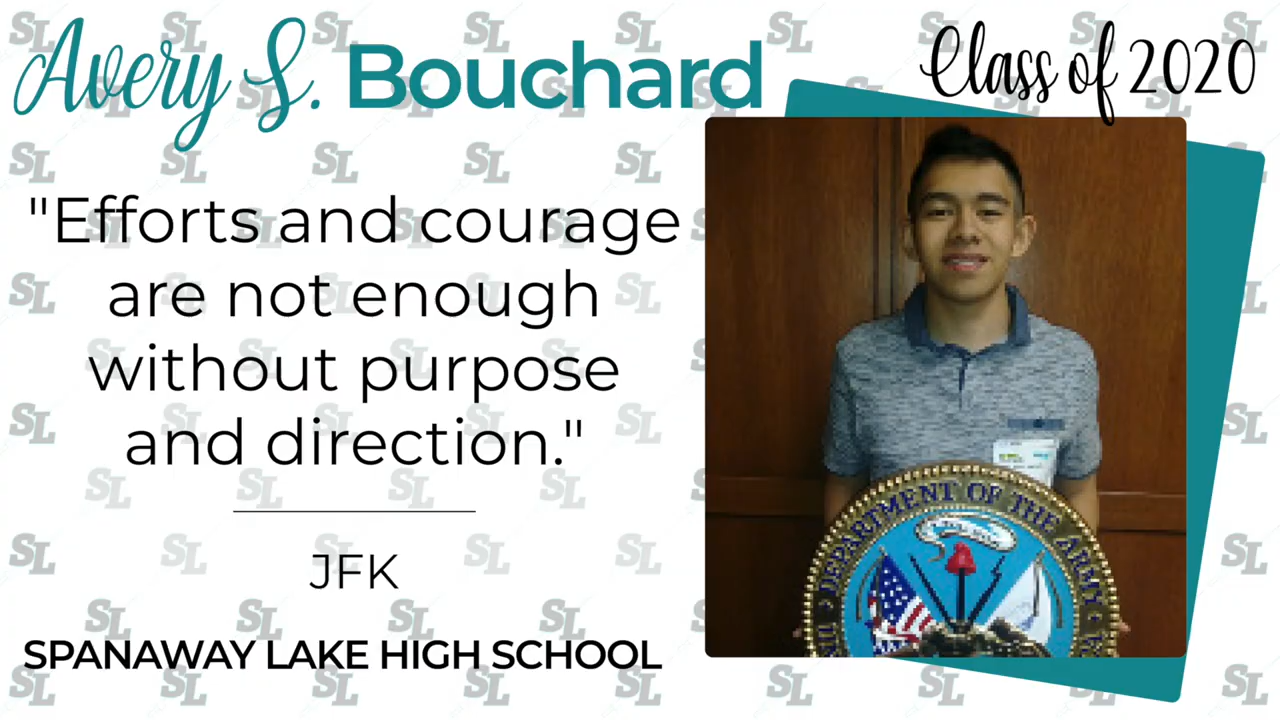 Avery S. Bouchard
Class of 2020
"Efforts and courage
are not enough
without purpose
and direction."
JFK
SPANAWAY LAKE HIGH SCHOOL
DEPARTMENT OF THE ARMY
SL